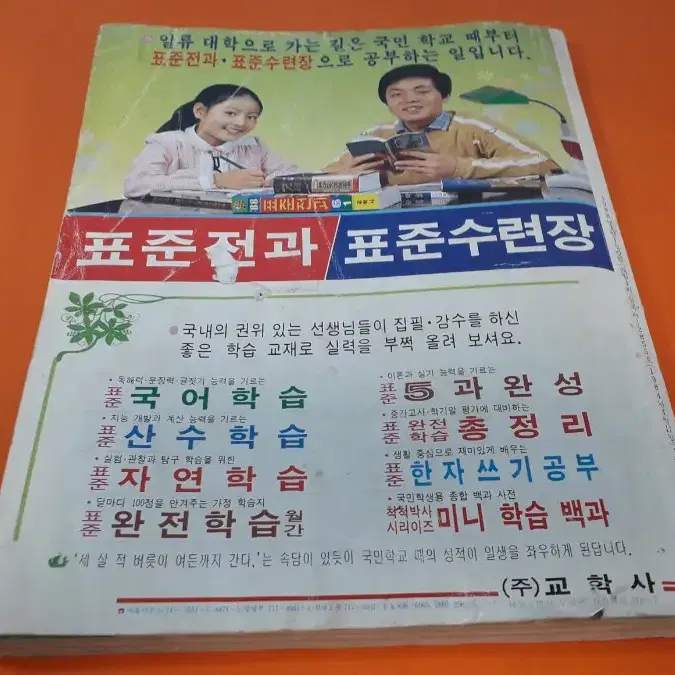 일류 대학으로 가는 길은 국민 학교 때부터
표준전과·표준수련장으로 공부하는 일입니다.
88 표준전과 6 1
표준전과 표준수련장
국내의 권위 있는 선생님들이 집필·감수를 하신
좋은 학습 교재로 실력을 부쩍 올려 보셔요.
• 독해력·문장력·글짓기 능력을 기르는
표준 국어학습
• 지능 개발과 계산 능력을 기르는
표준 산수학습
• 실험·관찰과 탐구 학습을 위한
표준 자연학습
• 달마다 100점을 안겨주는 가정 학습지
표준 완전학습 월간
• 이론과 실기 능력을 기르는
표준 5과완성
• 중간고사·학기말 평가에 대비하는
표준 완전학습 총정리
• 생활 중심으로 재미있게 배우는
표준 한자쓰기공부
• 국민학생용 종합 백과 사전
척척박사 시리이즈 미니 학습 백과
'세 살 적 버릇이 여든까지 간다.'는 속담이 있듯이 국민학교 때의 성적이 일생을 좌우하게 된답니다.
(주)교학사